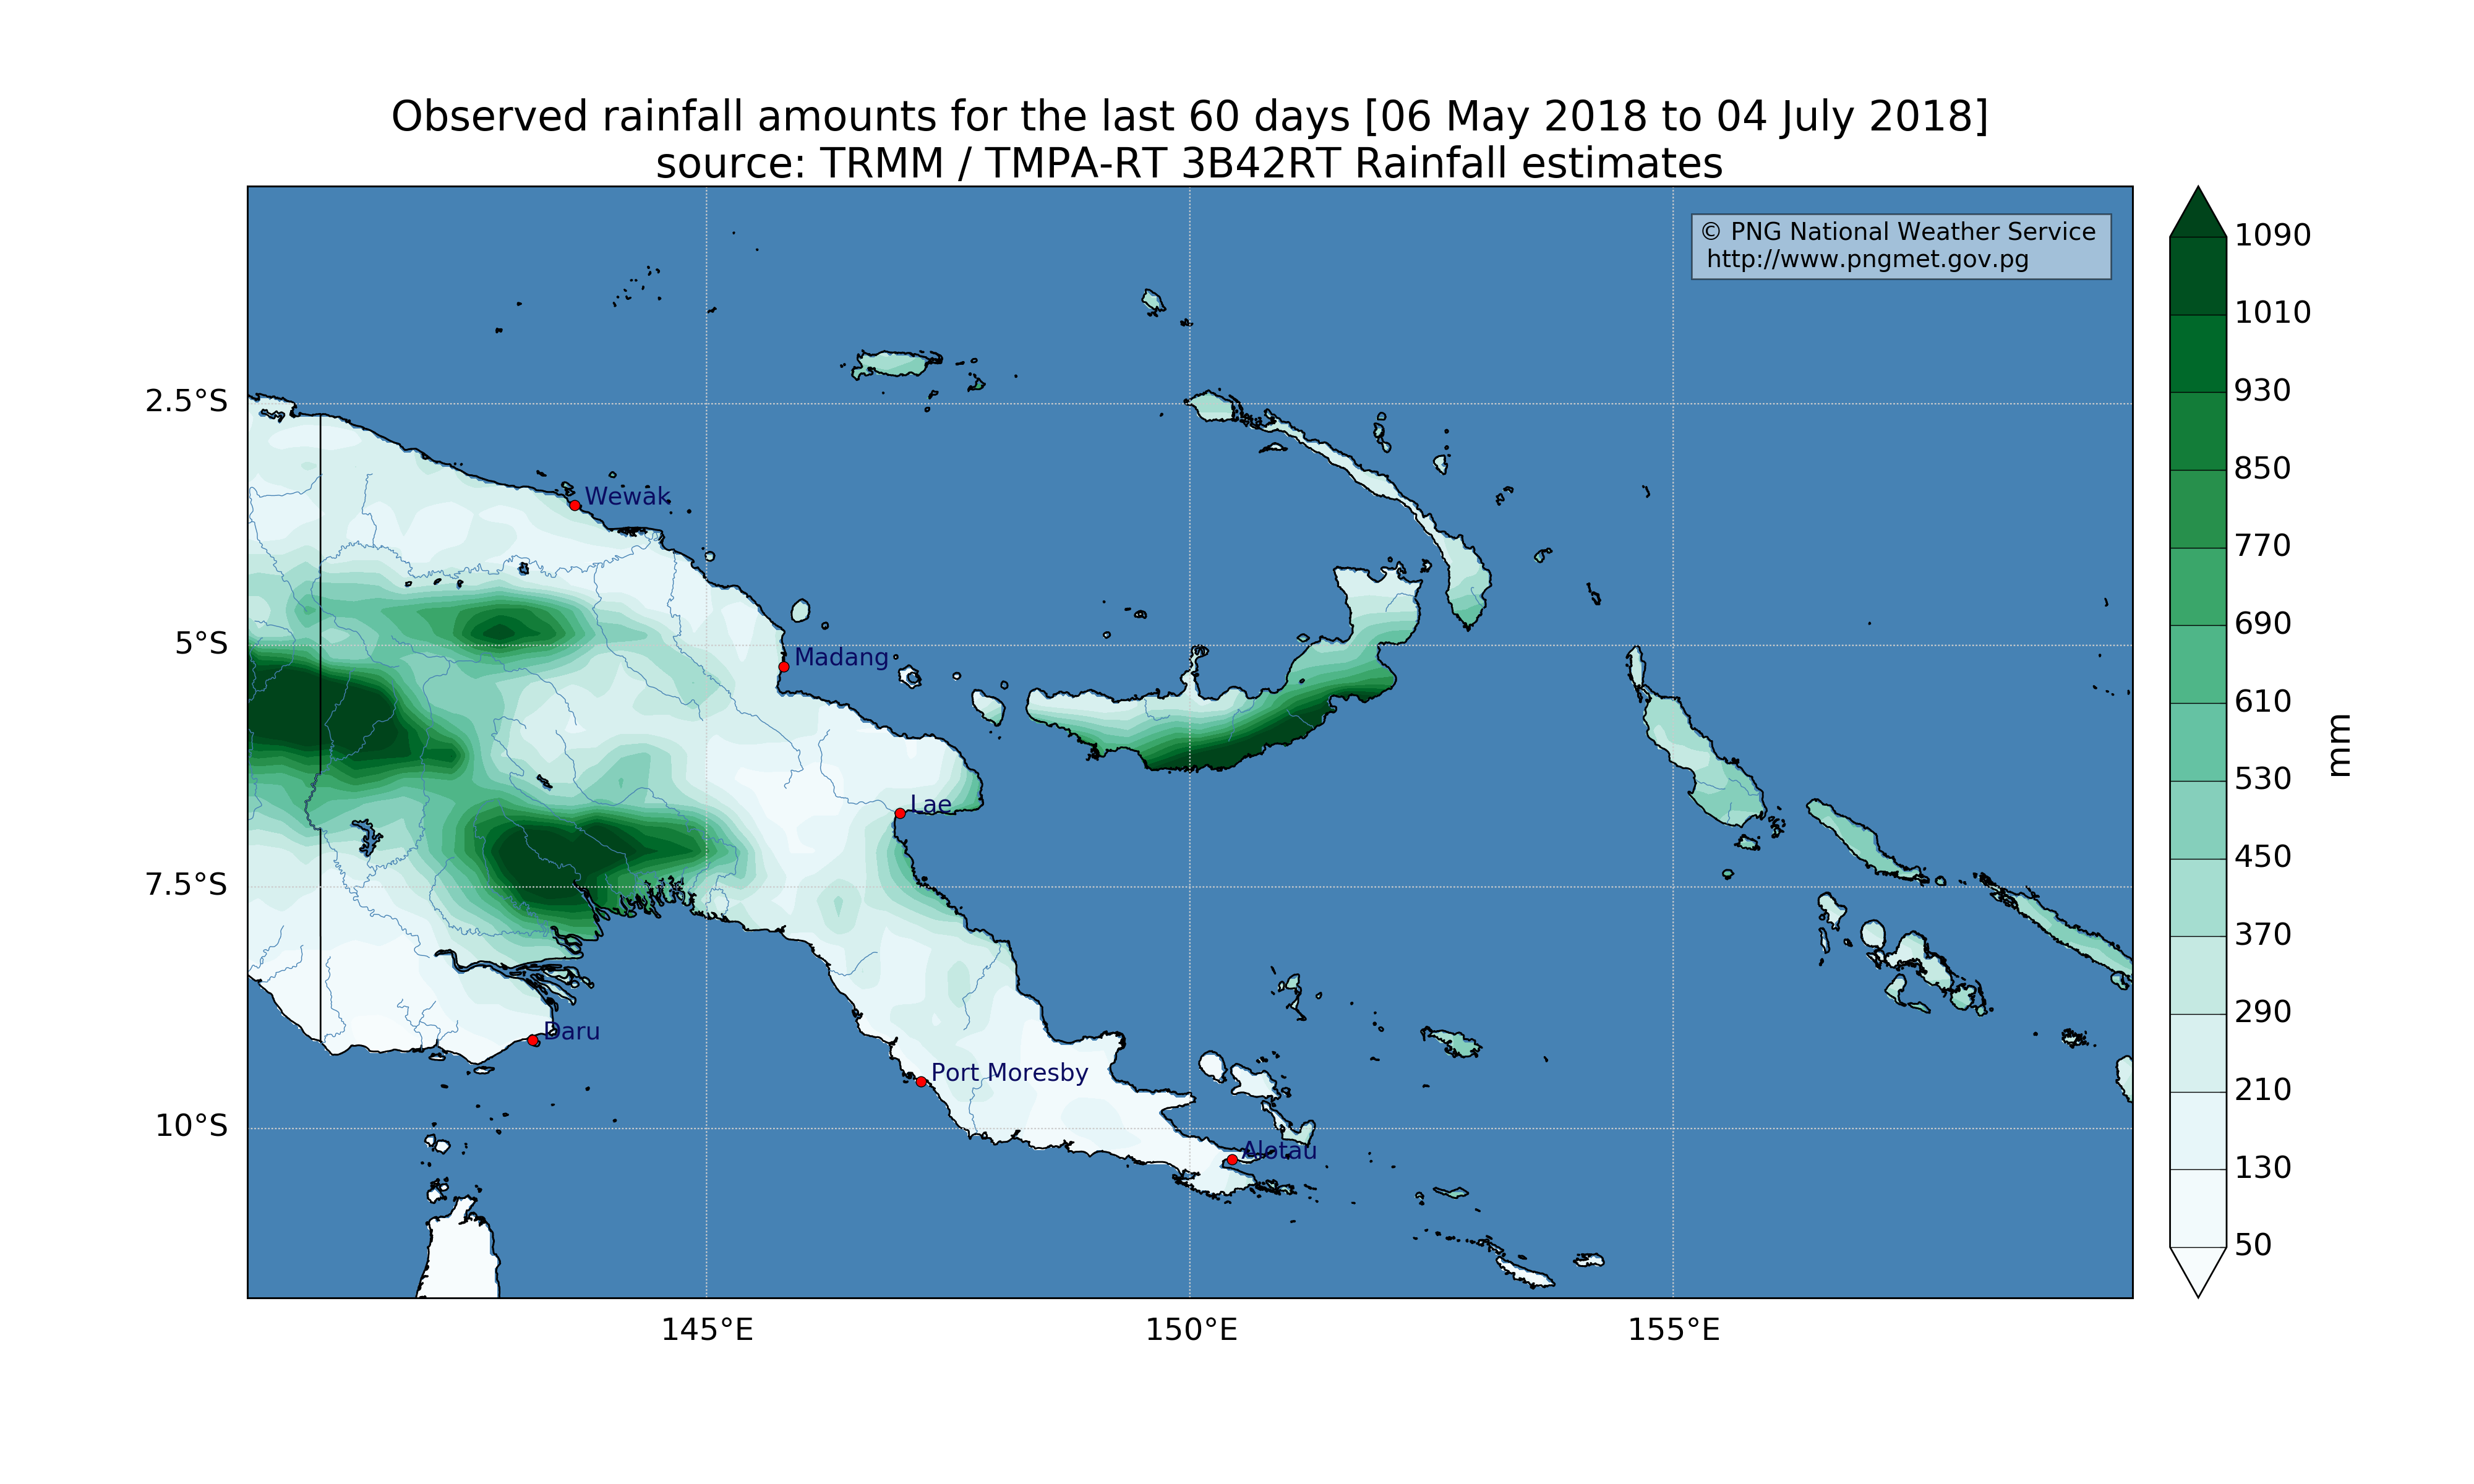 Observed rainfall amounts for the last 60 days [06 May 2018 to 04 July 2018]
source: TRMM / TMPA-RT 3B42RT Rainfall estimates
© PNG National Weather Service
http://www.pngmet.gov.pg
2.5°S
5°S
7.5°S
10°S
Wewak
Madang
Lae
Daru
Port Moresby
Alotau
145°E
150°E
155°E
1090
1010
930
850
770
690
610
530
450
370
290
210
130
50
mm